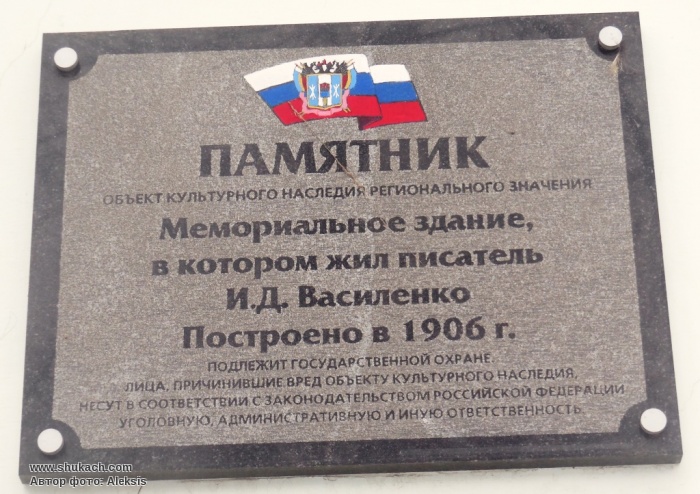 ПАМЯТНИК
ОБЪЕКТ КУЛЬТУРНОГО НАСЛЕДИЯ РЕГИОНАЛЬНОГО ЗНАЧЕНИЯ
Мемориальное здание,
в котором жил писатель
И.Д. Василенко
Построено в 1906 г.
ПОДЛЕЖИТ ГОСУДАРСТВЕННОЙ ОХРАНЕ.
ЛИЦА, ПРИЧИНИВШИЕ ВРЕД ОБЪЕКТУ КУЛЬТУРНОГО НАСЛЕДИЯ,
НЕСУТ В СООТВЕТСТВИИ С ЗАКОНОДАТЕЛЬСТВОМ РОССИЙСКОЙ ФЕДЕРАЦИИ
УГОЛОВНУЮ, АДМИНИСТРАТИВНУЮ И ИНУЮ ОТВЕТСТВЕННОСТЬ.
www.shukach.com
Автор фото: Aleksis